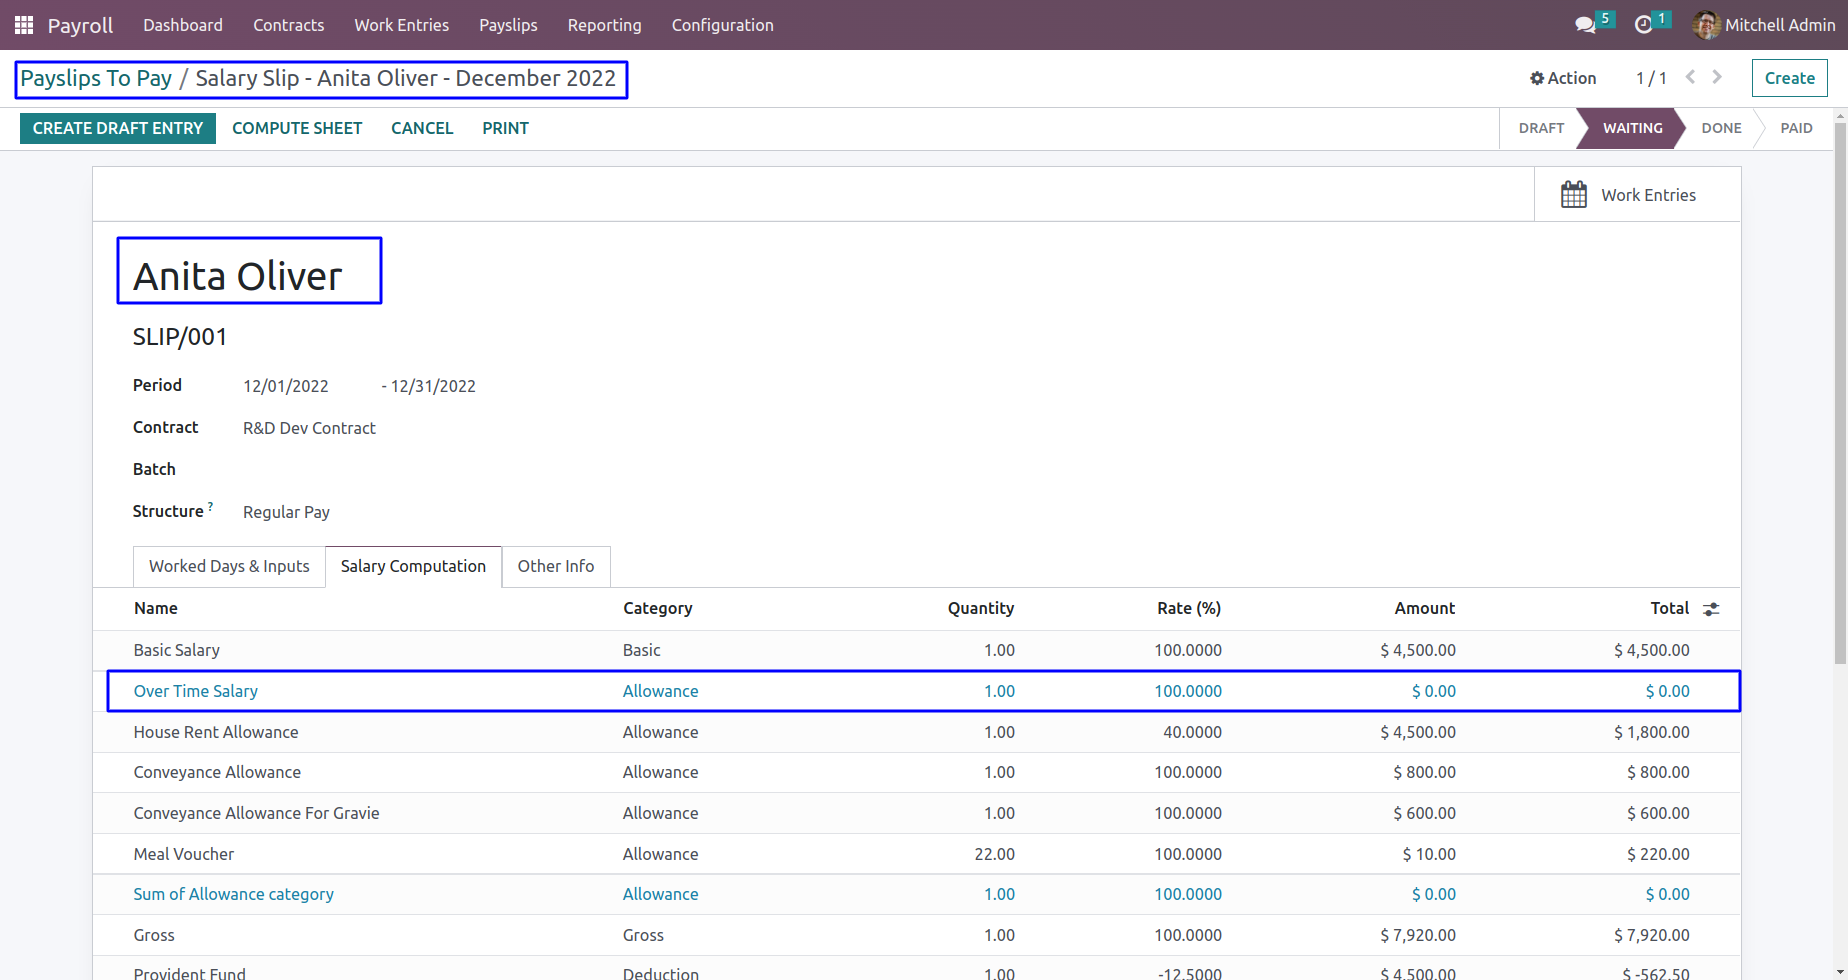 Payroll Dashboard Contracts Work Entries Payslips Reporting Configuration 5 1 Mitchell Admin
Payslips To Pay / Salary Slip - Anita Oliver - December 2022 Action 1 / 1 Create
CREATE DRAFT ENTRY COMPUTE SHEET CANCEL PRINT DRAFT WAITING DONE PAID
Work Entries
Anita Oliver
SLIP/001
Period 12/01/2022 - 12/31/2022
Contract R&D Dev Contract
Batch
Structure ? Regular Pay
Worked Days & Inputs Salary Computation Other Info
Name Category Quantity Rate (%) Amount Total
Basic Salary Basic 1.00 100.0000 $ 4,500.00 $ 4,500.00
Over Time Salary Allowance 1.00 100.0000 $ 0.00 $ 0.00
House Rent Allowance Allowance 1.00 40.0000 $ 4,500.00 $ 1,800.00
Conveyance Allowance Allowance 1.00 100.0000 $ 800.00 $ 800.00
Conveyance Allowance For Gravie Allowance 1.00 100.0000 $ 600.00 $ 600.00
Meal Voucher Allowance 22.00 100.0000 $ 10.00 $ 220.00
Sum of Allowance category Allowance 1.00 100.0000 $ 0.00 $ 0.00
Gross Gross 1.00 100.0000 $ 7,920.00 $ 7,920.00
Provident Fund Deduction 1.00 -12.5000 $ 4,500.00 $ -562.50